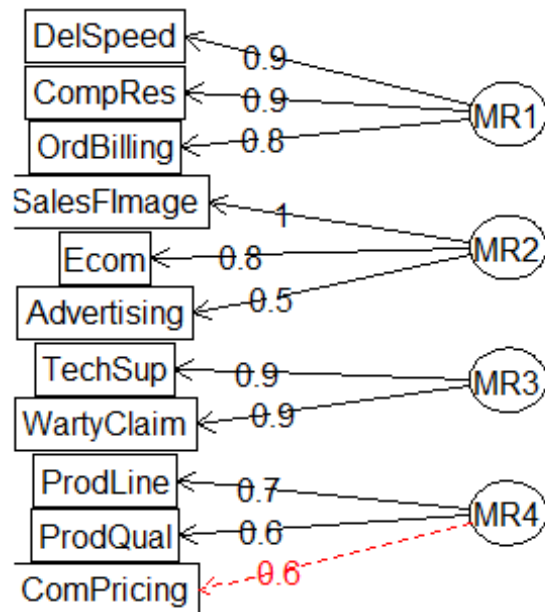 DelSpeed
0.9
CompRes
0.9
MR1
OrdBilling
0.8
SalesFImage
1
Ecom
0.8
MR2
Advertising
0.5
TechSup
0.9
MR3
WartyClaim
0.9
ProdLine
0.7
MR4
ProdQual
0.6
ComPricing
0.6